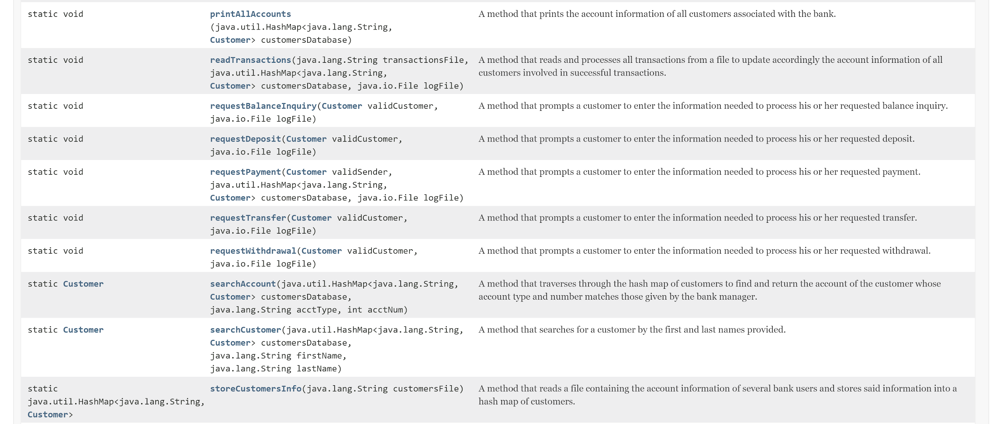 static void
printAllAccounts
(java.util.HashMap<java.lang.String,
Customer> customersDatabase)
A method that prints the account information of all customers associated with the bank.
static void
readTransactions(java.lang.String transactionsFile,
java.util.HashMap<java.lang.String,
Customer> customersDatabase, java.io.File logFile)
A method that reads and processes all transactions from a file to update accordingly the account information of all
customers involved in successful transactions.
static void
requestBalanceInquiry(Customer validCustomer,
java.io.File logFile)
A method that prompts a customer to enter the information needed to process his or her requested balance inquiry.
static void
requestDeposit(Customer validCustomer,
java.io.File logFile)
A method that prompts a customer to enter the information needed to process his or her requested deposit.
static void
requestPayment(Customer validSender,
java.util.HashMap<java.lang.String,
Customer> customersDatabase, java.io.File logFile)
A method that prompts a customer to enter the information needed to process his or her requested payment.
static void
requestTransfer(Customer validCustomer,
java.io.File logFile)
A method that prompts a customer to enter the information needed to process his or her requested transfer.
static void
requestWithdrawal(Customer validCustomer,
java.io.File logFile)
A method that prompts a customer to enter the information needed to process his or her requested withdrawal.
static Customer
searchAccount(java.util.HashMap<java.lang.String,
Customer> customersDatabase,
java.lang.String acctType, int acctNum)
A method that traverses through the hash map of customers to find and return the account of the customer whose
account type and number matches those given by the bank manager.
static Customer
searchCustomer(java.util.HashMap<java.lang.String,
Customer> customersDatabase,
java.lang.String firstName,
java.lang.String lastName)
A method that searches for a customer by the first and last names provided.
static
java.util.HashMap<java.lang.String,
Customer>
storeCustomersInfo(java.lang.String customersFile)
A method that reads a file containing the account information of several bank users and stores said information into a
hash map of customers.